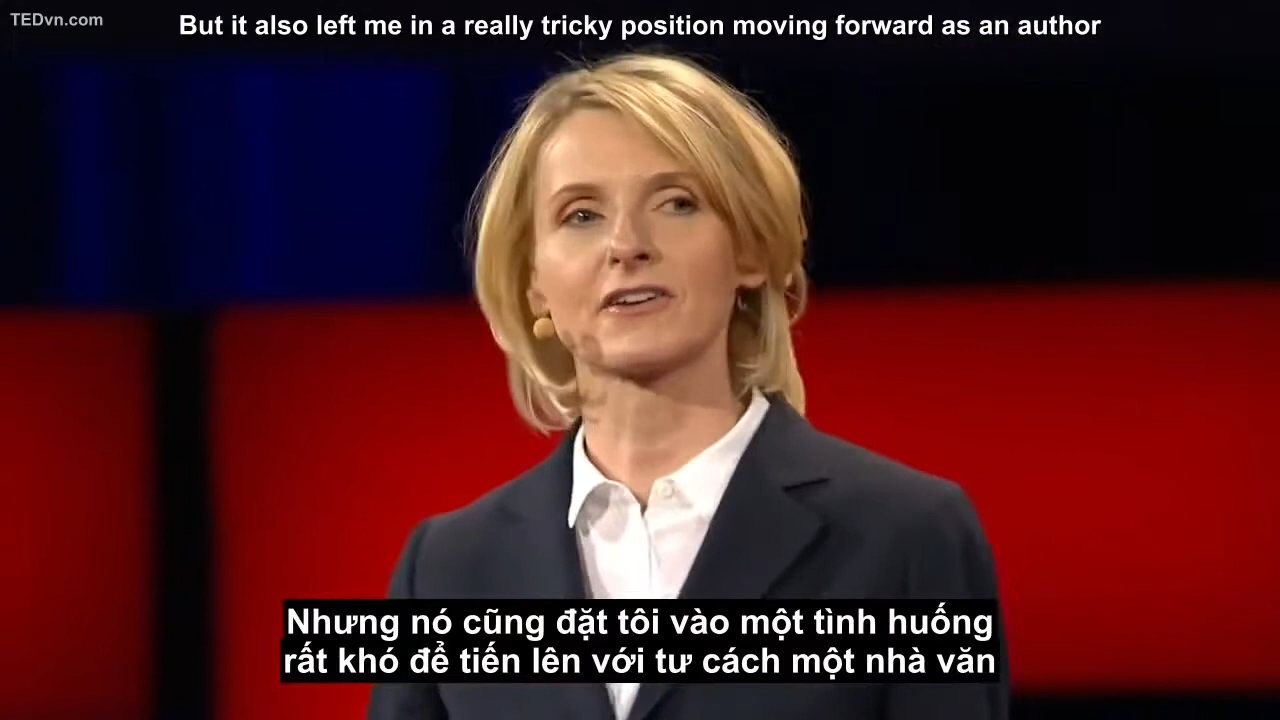 TEDvn.com
But it also left me in a really tricky position moving forward as an author
Nhưng nó cũng đặt tôi vào một tình huống
rất khó để tiến lên với tư cách một nhà văn